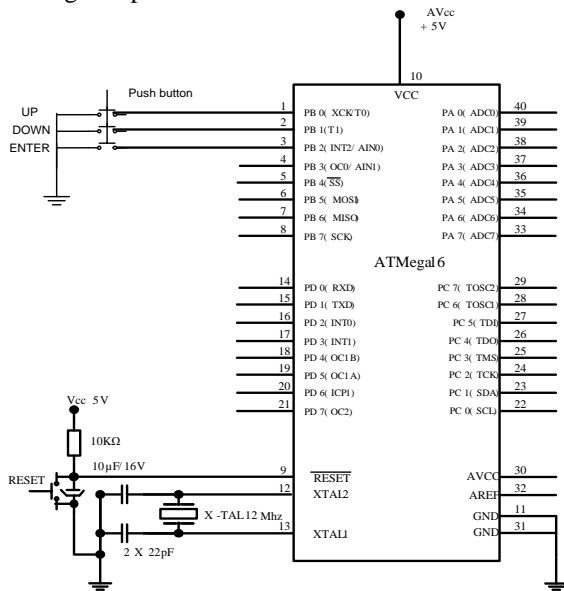 AVcc
+ 5V
10
VCC
Push button
UP
DOWN
ENTER
1 PB 0( XCK/T0) PA 0( ADC0) 40
2 PB 1(T1) PA 1( ADC1) 39
3 PB 2( INT2/ AIN0) PA 2( ADC2) 38
4 PB 3( OC0/ AIN1) PA 3( ADC3) 37
5 PB 4( SS) PA 4( ADC4) 36
6 PB 5( MOSI) PA 5( ADC5) 35
7 PB 6( MISO) PA 6( ADC6) 34
8 PB 7( SCK) PA 7( ADC7) 33
ATMega16
14 PD 0( RXD) PC 7( TOSC2) 29
15 PD 1( TXD) PC 6( TOSC1) 28
16 PD 2( INT0) PC 5( TDI) 27
17 PD 3( INT1) PC 4( TDO) 26
18 PD 4( OC1B) PC 3( TMS) 25
19 PD 5( OC1A) PC 2( TCK) 24
20 PD 6( ICP1) PC 1( SDA) 23
21 PD 7( OC2) PC 0( SCL) 22
Vcc 5V
10KΩ
RESET
10µF/ 16V
9 RESET AVCC 30
12 XTAL2 AREF 32
X -TAL12 Mhz
GND 11
13 XTAL1 GND 31
2 X 22pF